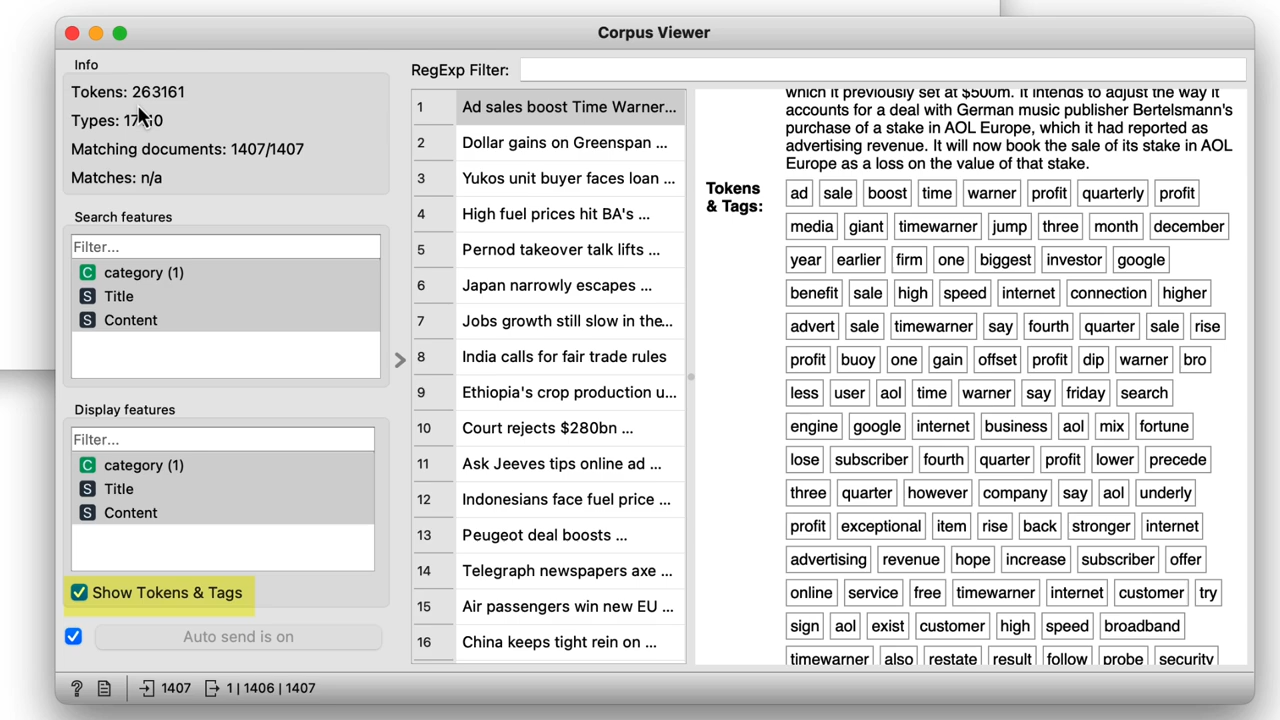 Corpus Viewer
Info
Tokens: 263161
Types:
Matching documents: 1407/1407
Matches: n/a
Search features
Filter...
C category (1)
S Title
S Content
Display features
Filter...
C category (1)
S Title
S Content
Show Tokens & Tags
Auto send is on
RegExp Filter:
1 Ad sales boost Time Warner...
2 Dollar gains on Greenspan ...
3 Yukos unit buyer faces loan ...
4 High fuel prices hit BA's ...
5 Pernod takeover talk lifts ...
6 Japan narrowly escapes ...
7 Jobs growth still slow in the...
8 India calls for fair trade rules
9 Ethiopia's crop production u...
10 Court rejects $280bn ...
11 Ask Jeeves tips online ad ...
12 Indonesians face fuel price ...
13 Peugeot deal boosts ...
14 Telegraph newspapers axe ...
15 Air passengers win new EU ...
16 China keeps tight rein on ...
which it previously set at $500m. It intends to adjust the way it
accounts for a deal with German music publisher Bertelsmann's
purchase of a stake in AOL Europe, which it had reported as
advertising revenue. It will now book the sale of its stake in AOL
Europe as a loss on the value of that stake.
Tokens
& Tags:
ad sale boost time warner profit quarterly profit
media giant timewarner jump three month december
year earlier firm one biggest investor google
benefit sale high speed internet connection higher
advert sale timewarner say fourth quarter sale rise
profit buoy one gain offset profit dip warner bro
less user aol time warner say friday search
engine google internet business aol mix fortune
lose subscriber fourth quarter profit lower precede
three quarter however company say aol underly
profit exceptional item rise back stronger internet
advertising revenue hope increase subscriber offer
online service free timewarner internet customer try
sign aol exist customer high speed broadband
timewarner also restate result follow probe security
? 1407 1 | 1406 | 1407